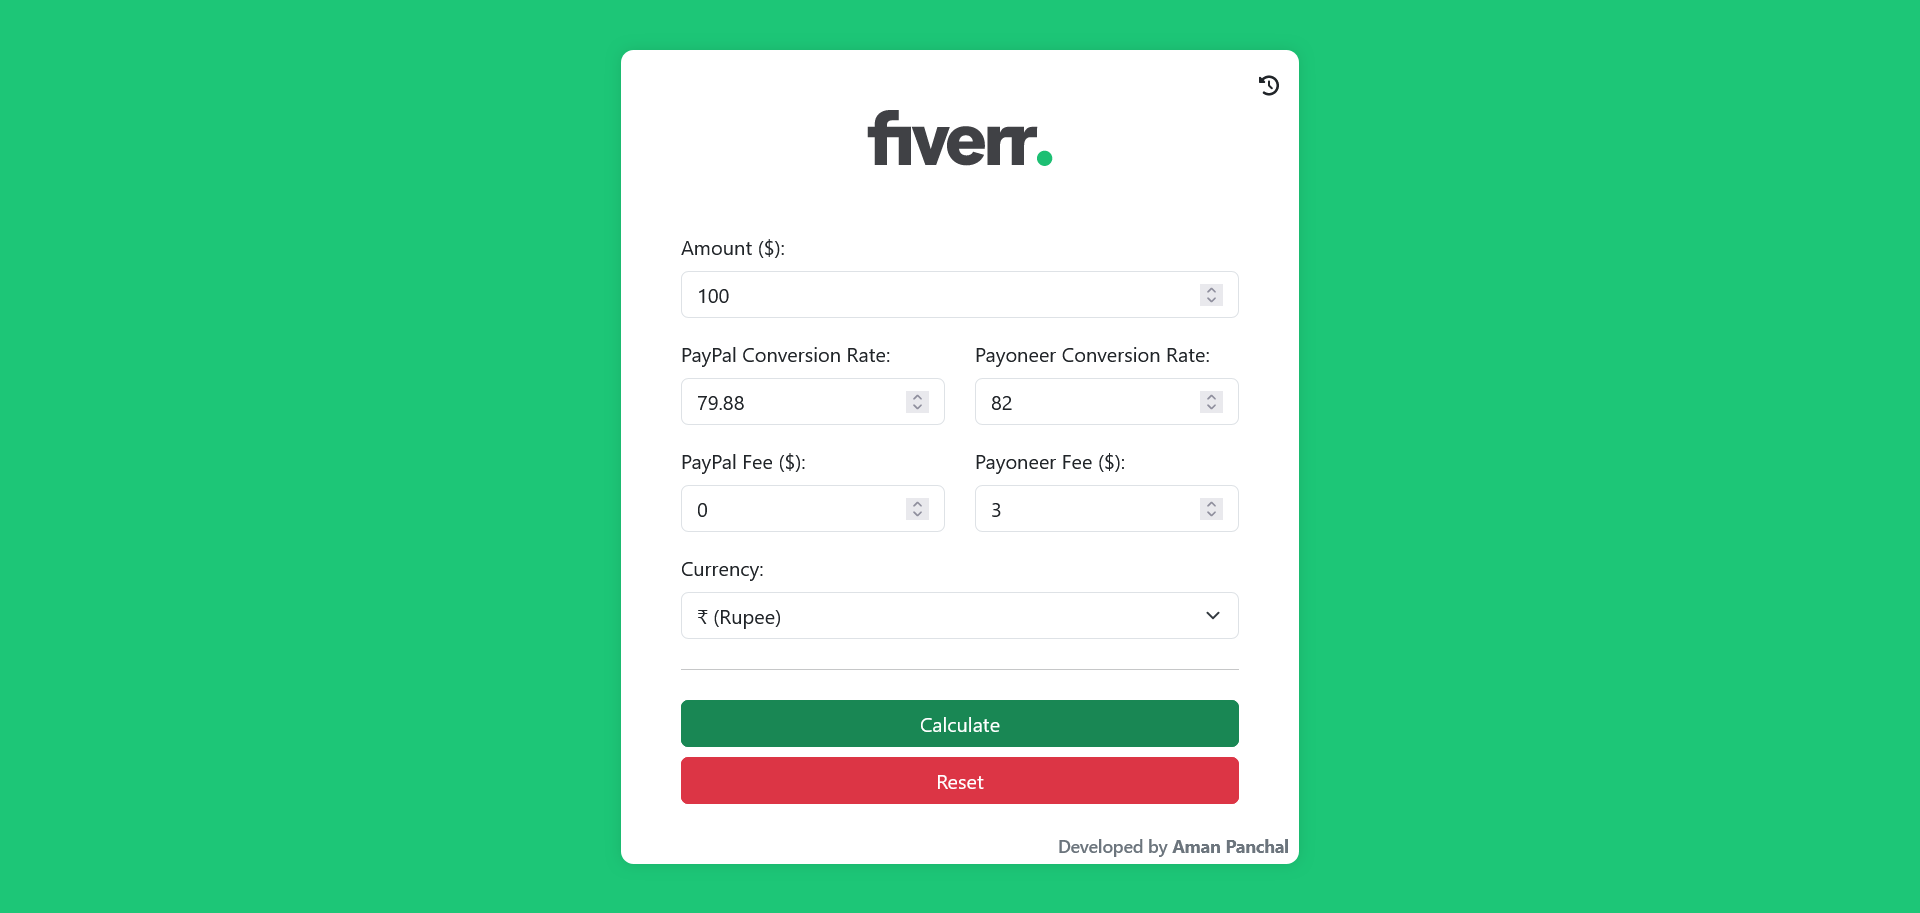 fiverr.
Amount ($):
100
PayPal Conversion Rate:
Payoneer Conversion Rate:
79.88
82
PayPal Fee ($):
Payoneer Fee ($):
0
3
Currency:
₹ (Rupee)
Calculate
Reset
Developed by Aman Panchal